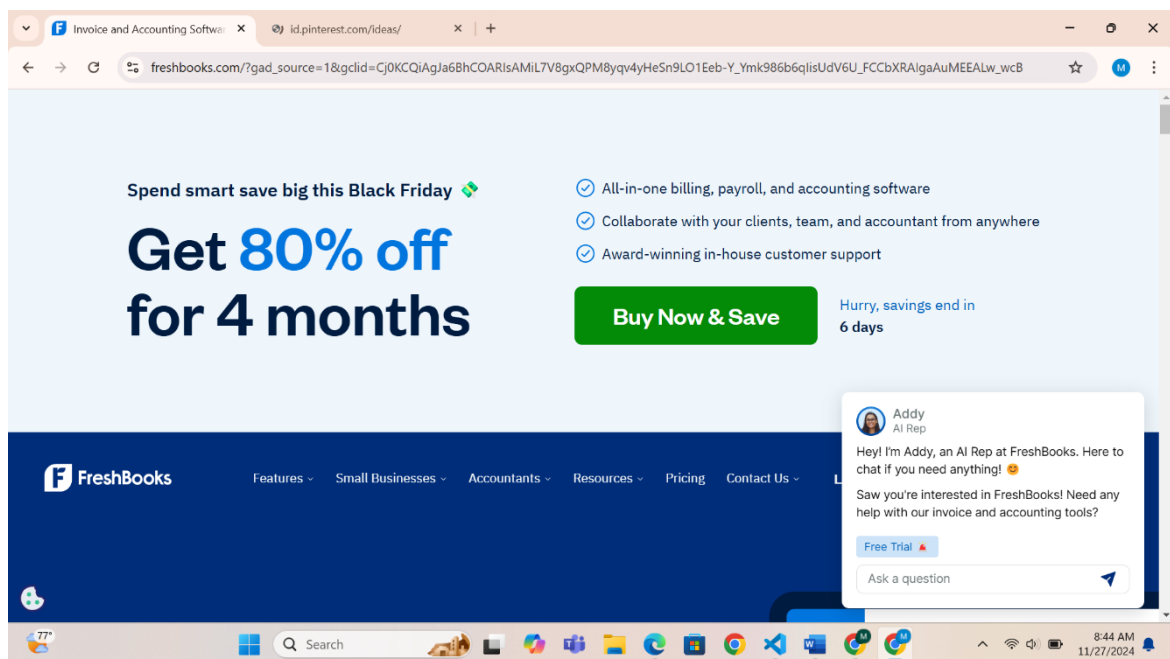 Invoice and Accounting Softwar
id.pinterest.com/ideas/
freshbooks.com/?gad_source=1&gclid=Cj0KCQiAgJa6BhCOARIsAMiL7V8gxQPM8yqv4yHeSn9LO1Eeb-Y_Ymk986b6qlisUdV6U_FCCbXRAIgaAuMEEALw_wcB
M
Spend smart save big this Black Friday 💸
Get 80% off
for 4 months
All-in-one billing, payroll, and accounting software
Collaborate with your clients, team, and accountant from anywhere
Award-winning in-house customer support
Buy Now & Save
Hurry, savings end in
6 days
F FreshBooks
Features
Small Businesses
Accountants
Resources
Pricing
Contact Us
L
Addy
AI Rep
Hey! I'm Addy, an AI Rep at FreshBooks. Here to
chat if you need anything! 😊
Saw you're interested in FreshBooks! Need any
help with our invoice and accounting tools?
Free Trial
Ask a question
77°
Search
8:44 AM
11/27/2024